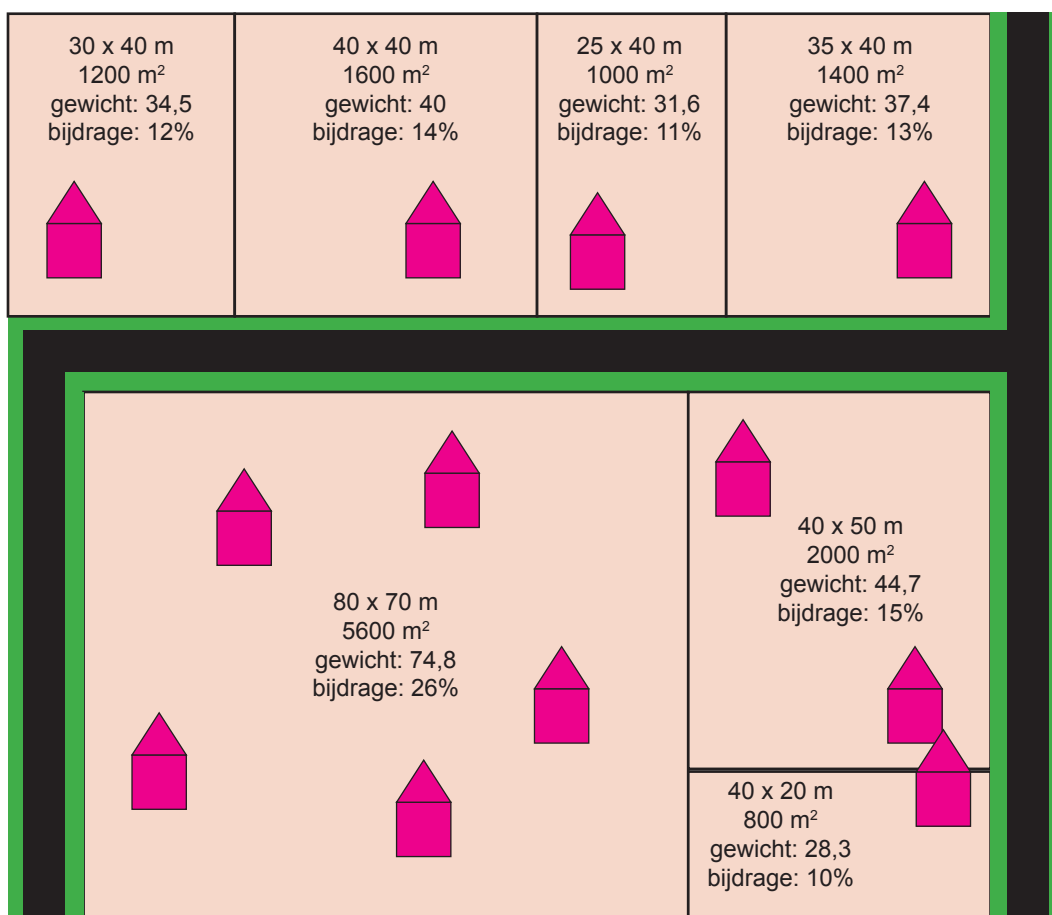 30 x 40 m
1200 m²
gewicht: 34,5
bijdrage: 12%
40 x 40 m
1600 m²
gewicht: 40
bijdrage: 14%
25 x 40 m
1000 m²
gewicht: 31,6
bijdrage: 11%
35 x 40 m
1400 m²
gewicht: 37,4
bijdrage: 13%
80 x 70 m
5600 m²
gewicht: 74,8
bijdrage: 26%
40 x 50 m
2000 m²
gewicht: 44,7
bijdrage: 15%
40 x 20 m
800 m²
gewicht: 28,3
bijdrage: 10%